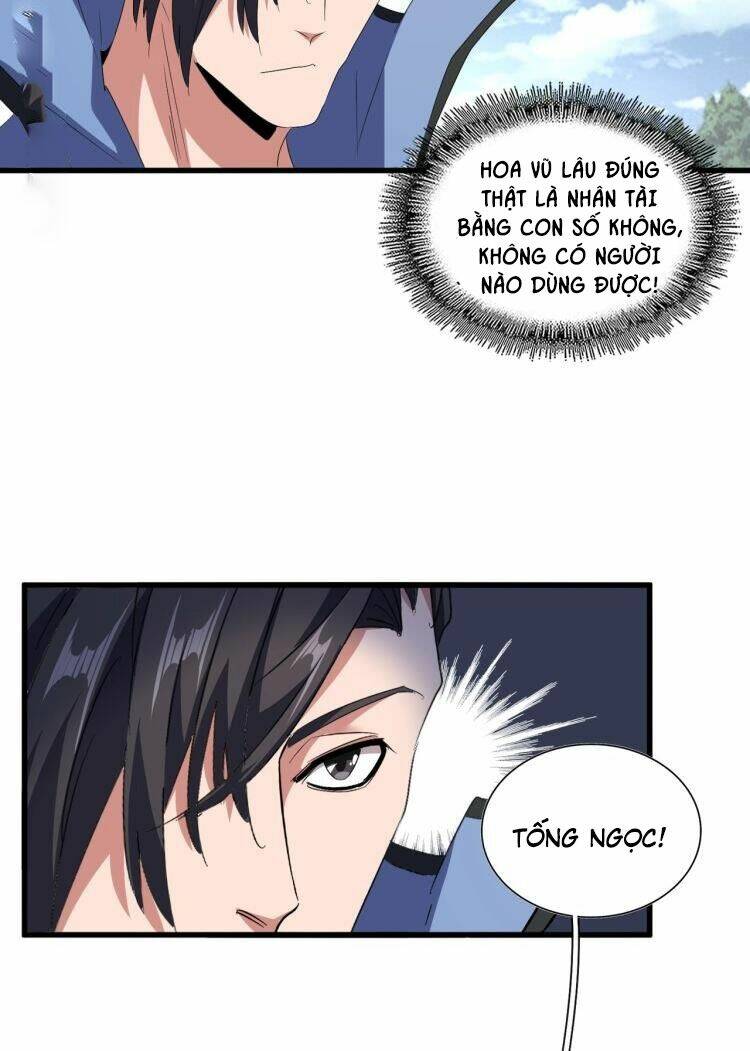 HOA VŨ LÂU ĐÚNG
THẬT LÀ NHÂN TÀI
BẰNG CON SỐ KHÔNG,
KHÔNG CÓ NGƯỜI
NÀO DÙNG ĐƯỢC!
TỐNG NGỌC!